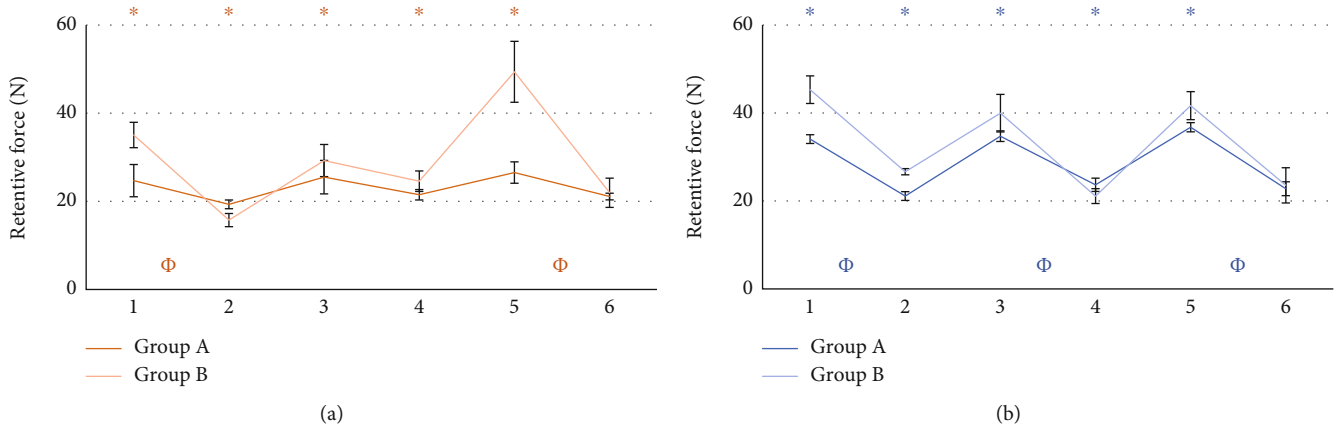 * * * * *
60
40
20
0
Retentive force (N)
Φ Φ
1 2 3 4 5 6
Group A
Group B
(a)
* * * * *
60
40
20
0
Retentive force (N)
Φ Φ Φ
1 2 3 4 5 6
Group A
Group B
(b)